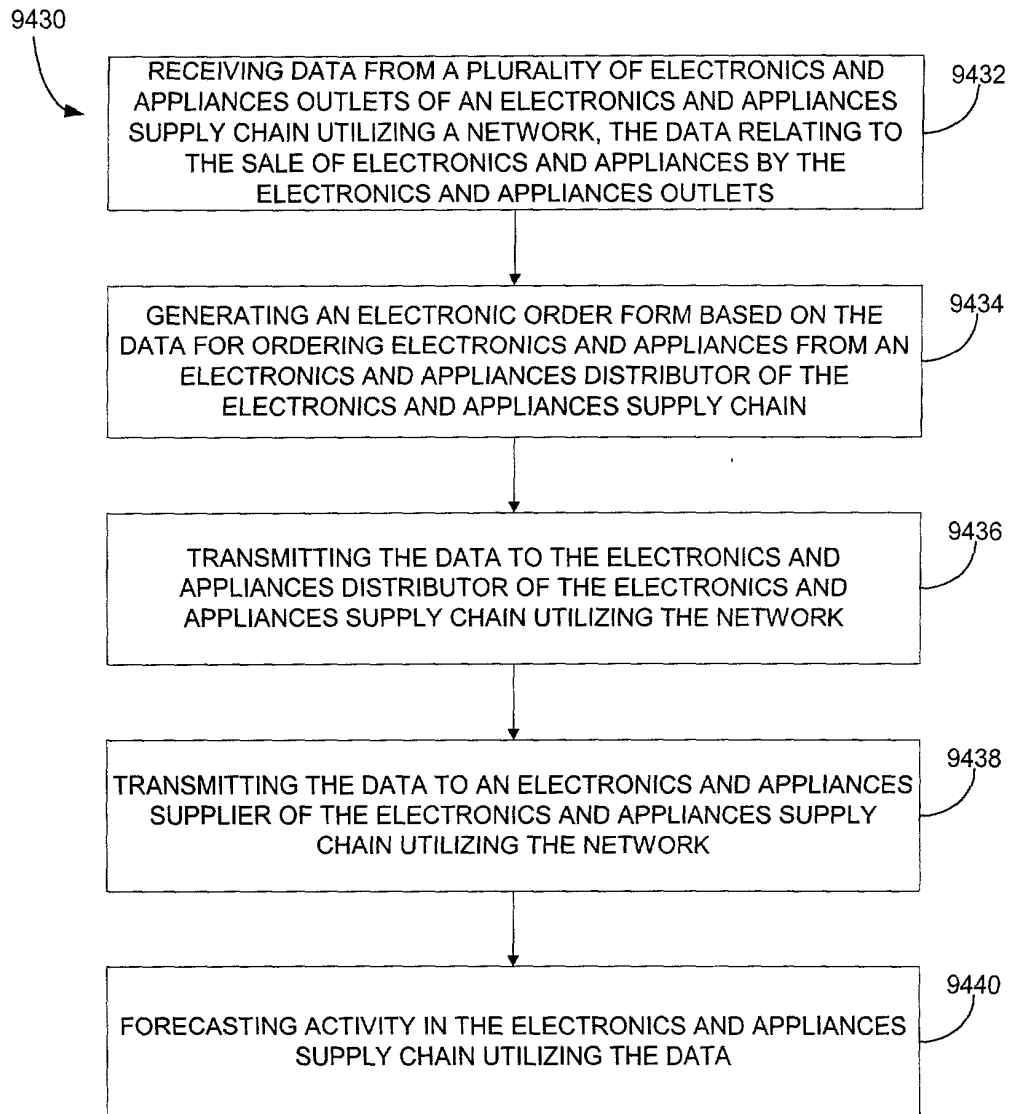 9430
RECEIVING DATA FROM A PLURALITY OF ELECTRONICS AND
APPLIANCES OUTLETS OF AN ELECTRONICS AND APPLIANCES
SUPPLY CHAIN UTILIZING A NETWORK, THE DATA RELATING TO
THE SALE OF ELECTRONICS AND APPLIANCES BY THE
ELECTRONICS AND APPLIANCES OUTLETS
9432
GENERATING AN ELECTRONIC ORDER FORM BASED ON THE
DATA FOR ORDERING ELECTRONICS AND APPLIANCES FROM AN
ELECTRONICS AND APPLIANCES DISTRIBUTOR OF THE
ELECTRONICS AND APPLIANCES SUPPLY CHAIN
9434
TRANSMITTING THE DATA TO THE ELECTRONICS AND
APPLIANCES DISTRIBUTOR OF THE ELECTRONICS AND
APPLIANCES SUPPLY CHAIN UTILIZING THE NETWORK
9436
TRANSMITTING THE DATA TO AN ELECTRONICS AND APPLIANCES
SUPPLIER OF THE ELECTRONICS AND APPLIANCES SUPPLY
CHAIN UTILIZING THE NETWORK
9438
FORECASTING ACTIVITY IN THE ELECTRONICS AND APPLIANCES
SUPPLY CHAIN UTILIZING THE DATA
9440